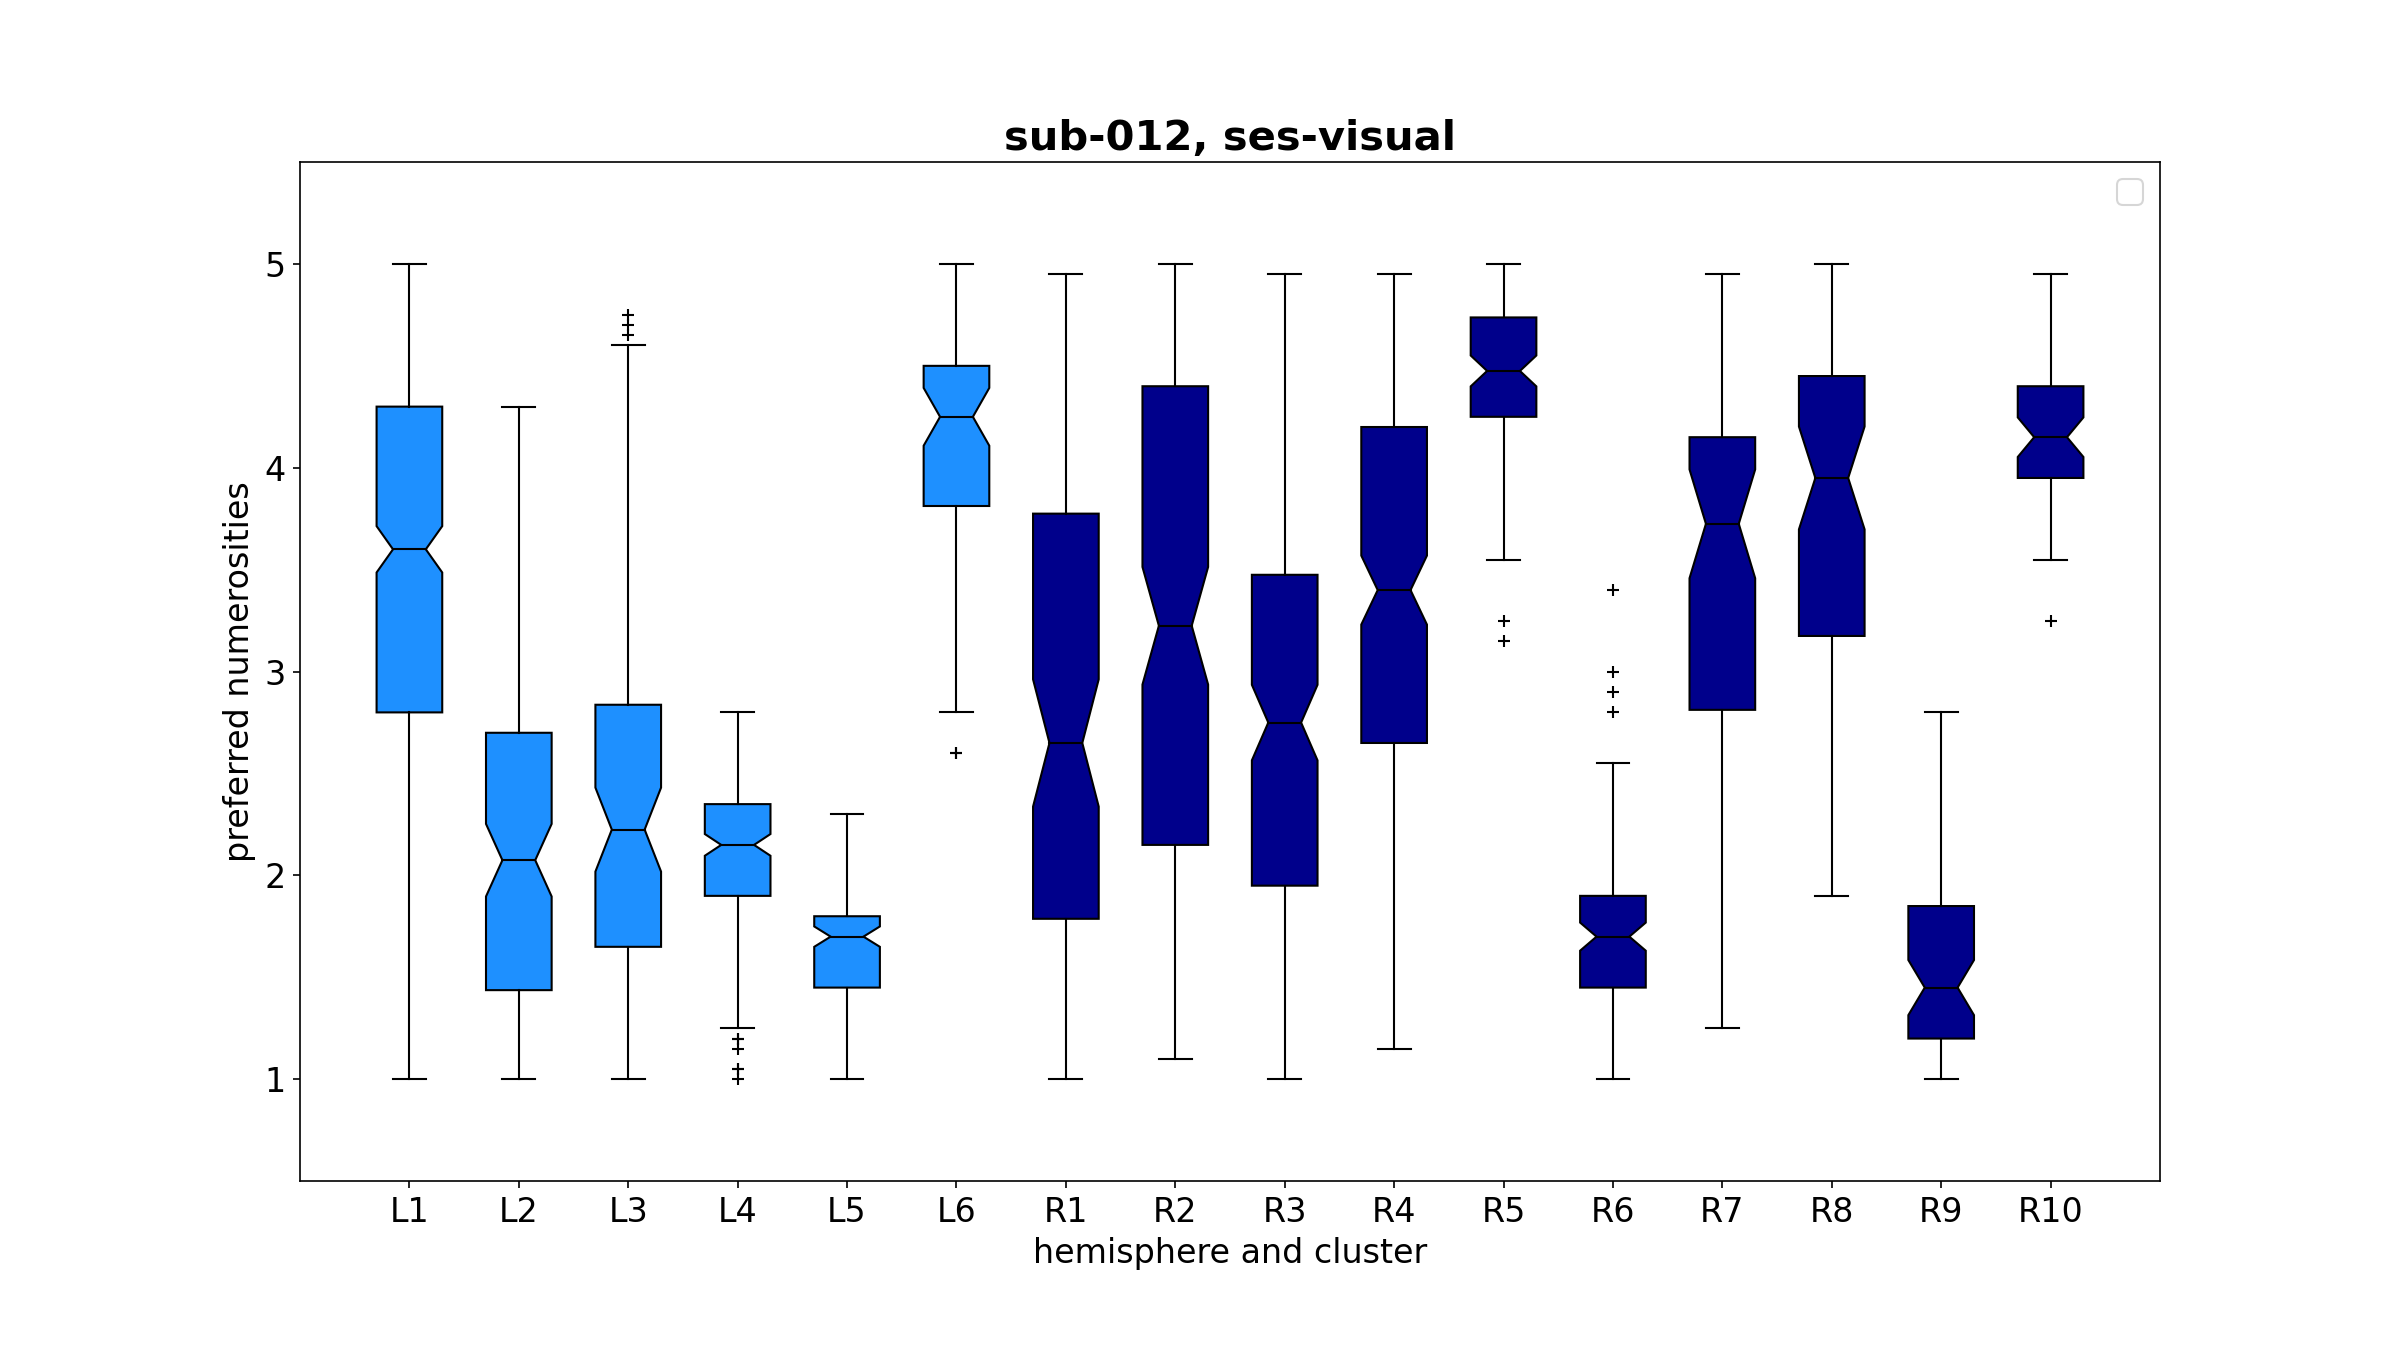 sub-012, ses-visual
preferred numerosities
5
4
3
2
1
L1 L2 L3 L4 L5 L6 R1 R2 R3 R4 R5 R6 R7 R8 R9 R10
hemisphere and cluster